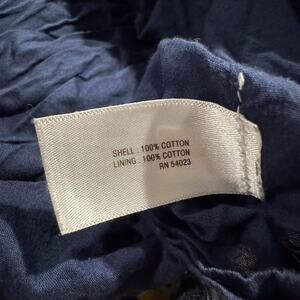 SHELL : 100% COTTON
LINING : 100% COTTON
RN 54023